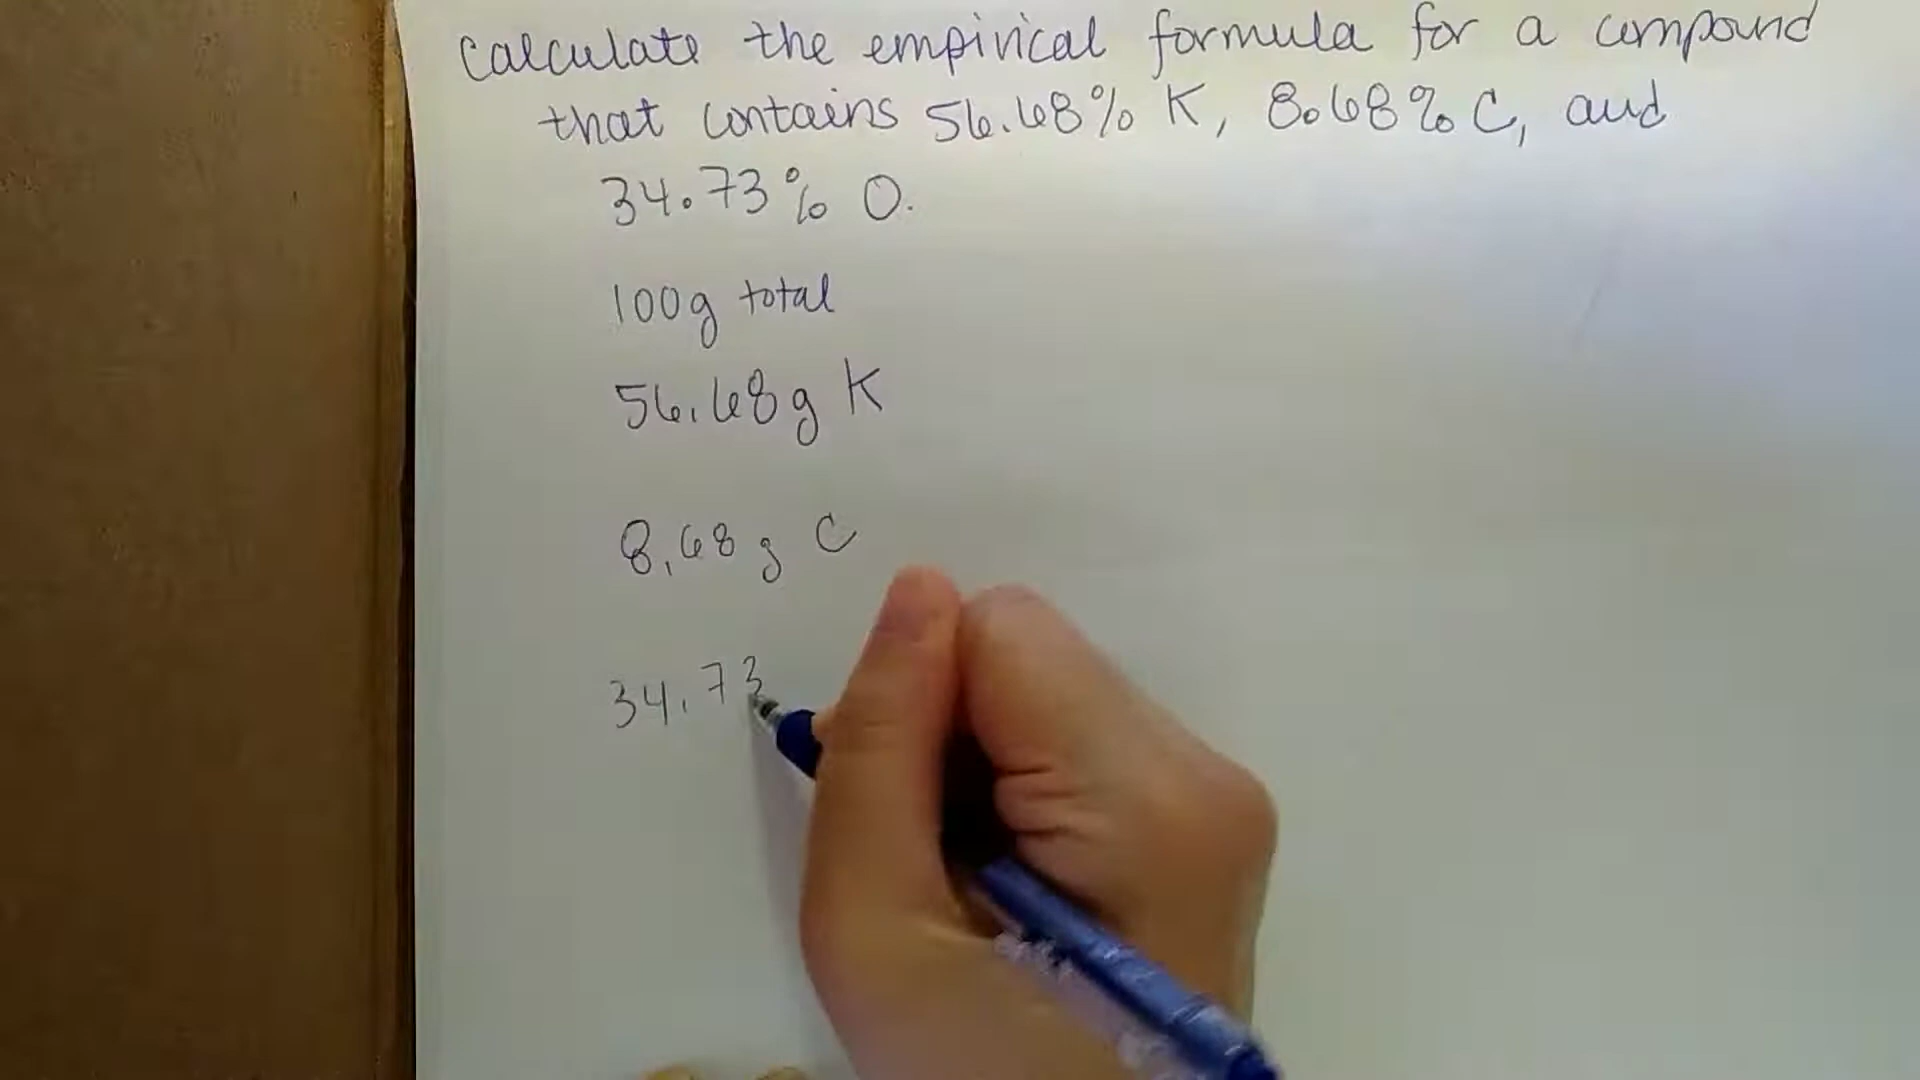 Calculate the empirical formula for a compound
that contains 56.68% K, 8.68% C, and
34.73% O.
100g total
56.68g K
8.68g C
34.73